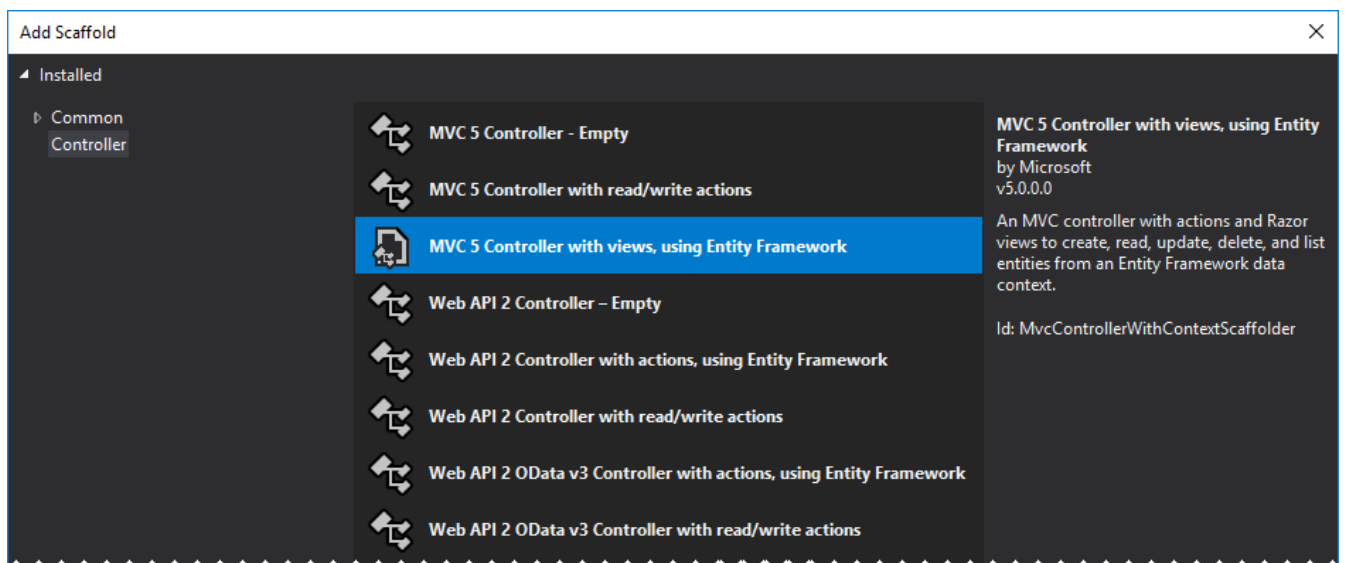 Add Scaffold
Installed
Common
Controller
MVC 5 Controller - Empty
MVC 5 Controller with read/write actions
MVC 5 Controller with views, using Entity Framework
Web API 2 Controller – Empty
Web API 2 Controller with actions, using Entity Framework
Web API 2 Controller with read/write actions
Web API 2 OData v3 Controller with actions, using Entity Framework
Web API 2 OData v3 Controller with read/write actions
MVC 5 Controller with views, using Entity
Framework
by Microsoft
v5.0.0.0
An MVC controller with actions and Razor
views to create, read, update, delete, and list
entities from an Entity Framework data
context.
Id: MvcControllerWithContextScaffolder